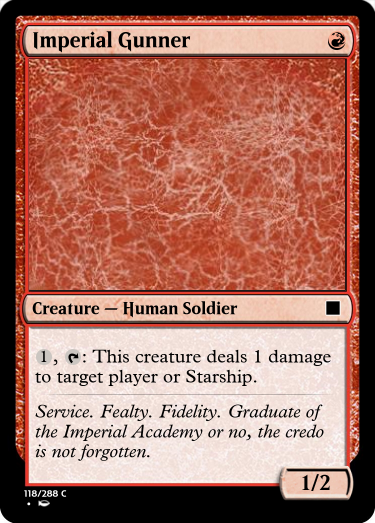 Imperial Gunner
Creature — Human Soldier
1, : This creature deals 1 damage
to target player or Starship.
Service. Fealty. Fidelity. Graduate of
the Imperial Academy or no, the credo
is not forgotten.
1/2
118/288 C